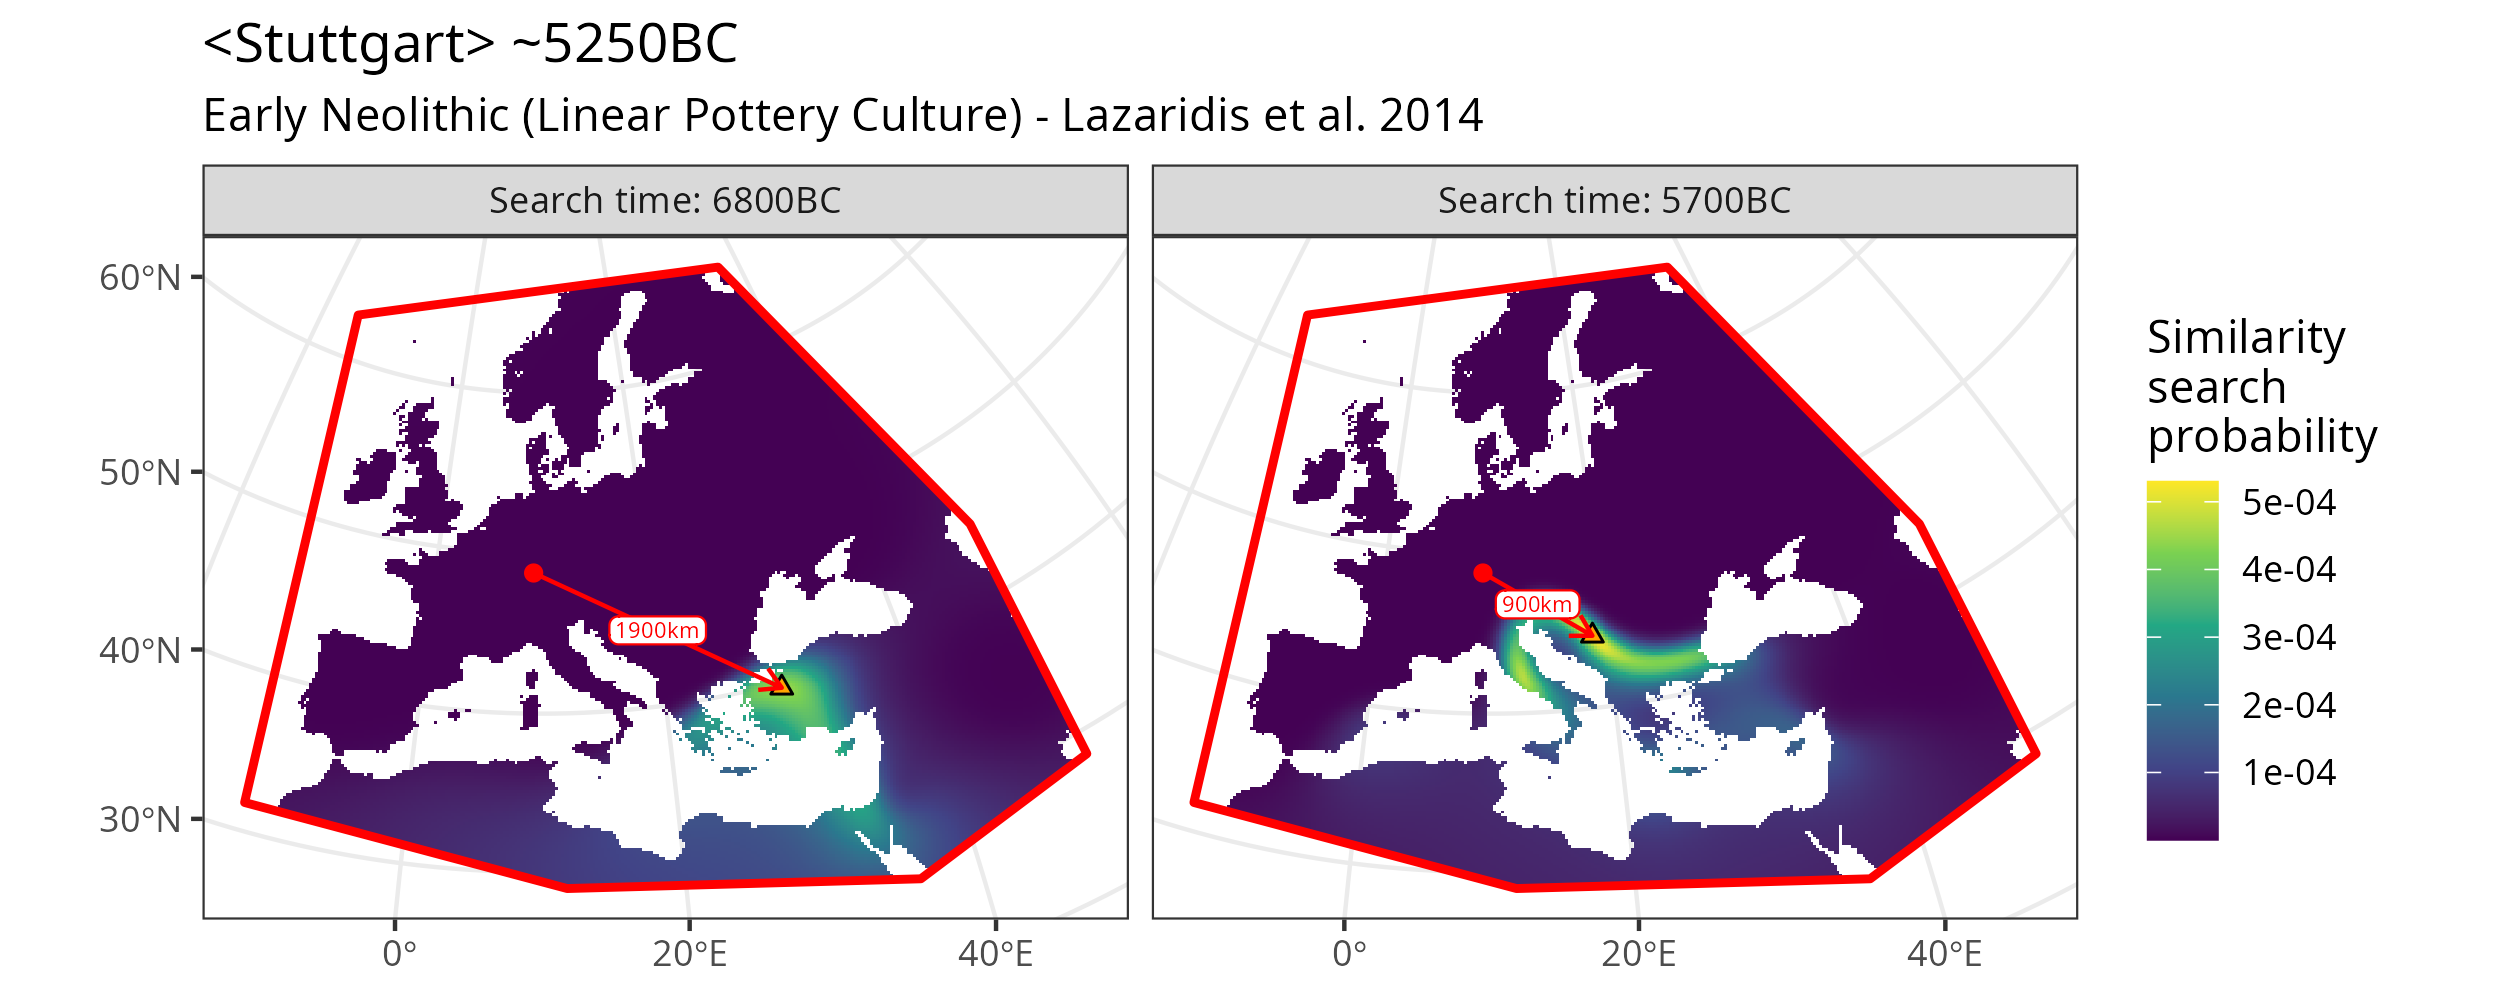 <Stuttgart> ~5250BC
Early Neolithic (Linear Pottery Culture) - Lazaridis et al. 2014
Search time: 6800BC
Search time: 5700BC
60°N
50°N
40°N
30°N
1900km
900km
0°
20°E
40°E
0°
20°E
40°E
Similarity
search
probability
5e-04
4e-04
3e-04
2e-04
1e-04